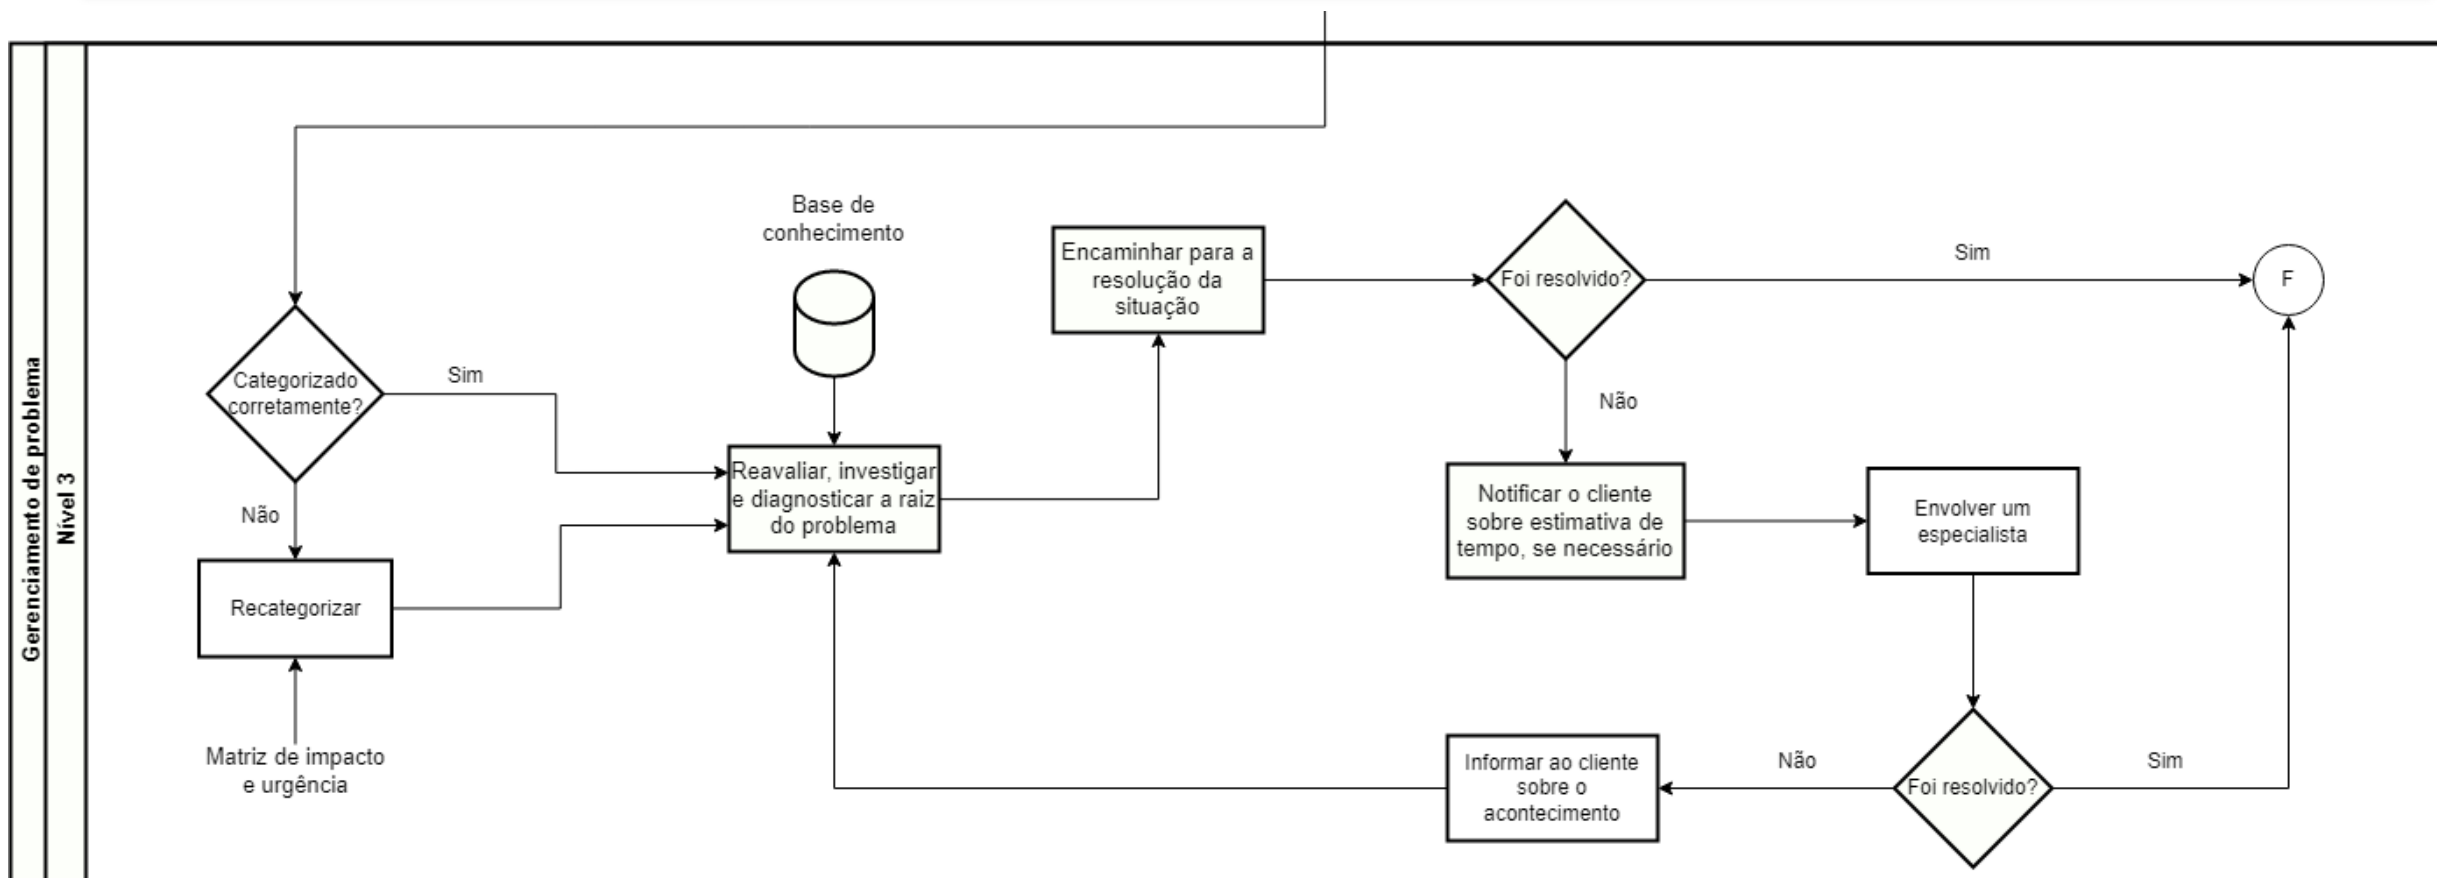 Gerenciamento de problema
Nível 3
Base de
conhecimento
Encaminhar para a
resolução da
situação
Foi resolvido?
Sim
F
Categorizado
corretamente?
Sim
Não
Não
Reavaliar, investigar
e diagnosticar a raiz
do problema
Notificar o cliente
sobre estimativa de
tempo, se necessário
Envolver um
especialista
Recategorizar
Matriz de impacto
e urgência
Informar ao cliente
sobre o
acontecimento
Não
Foi resolvido?
Sim